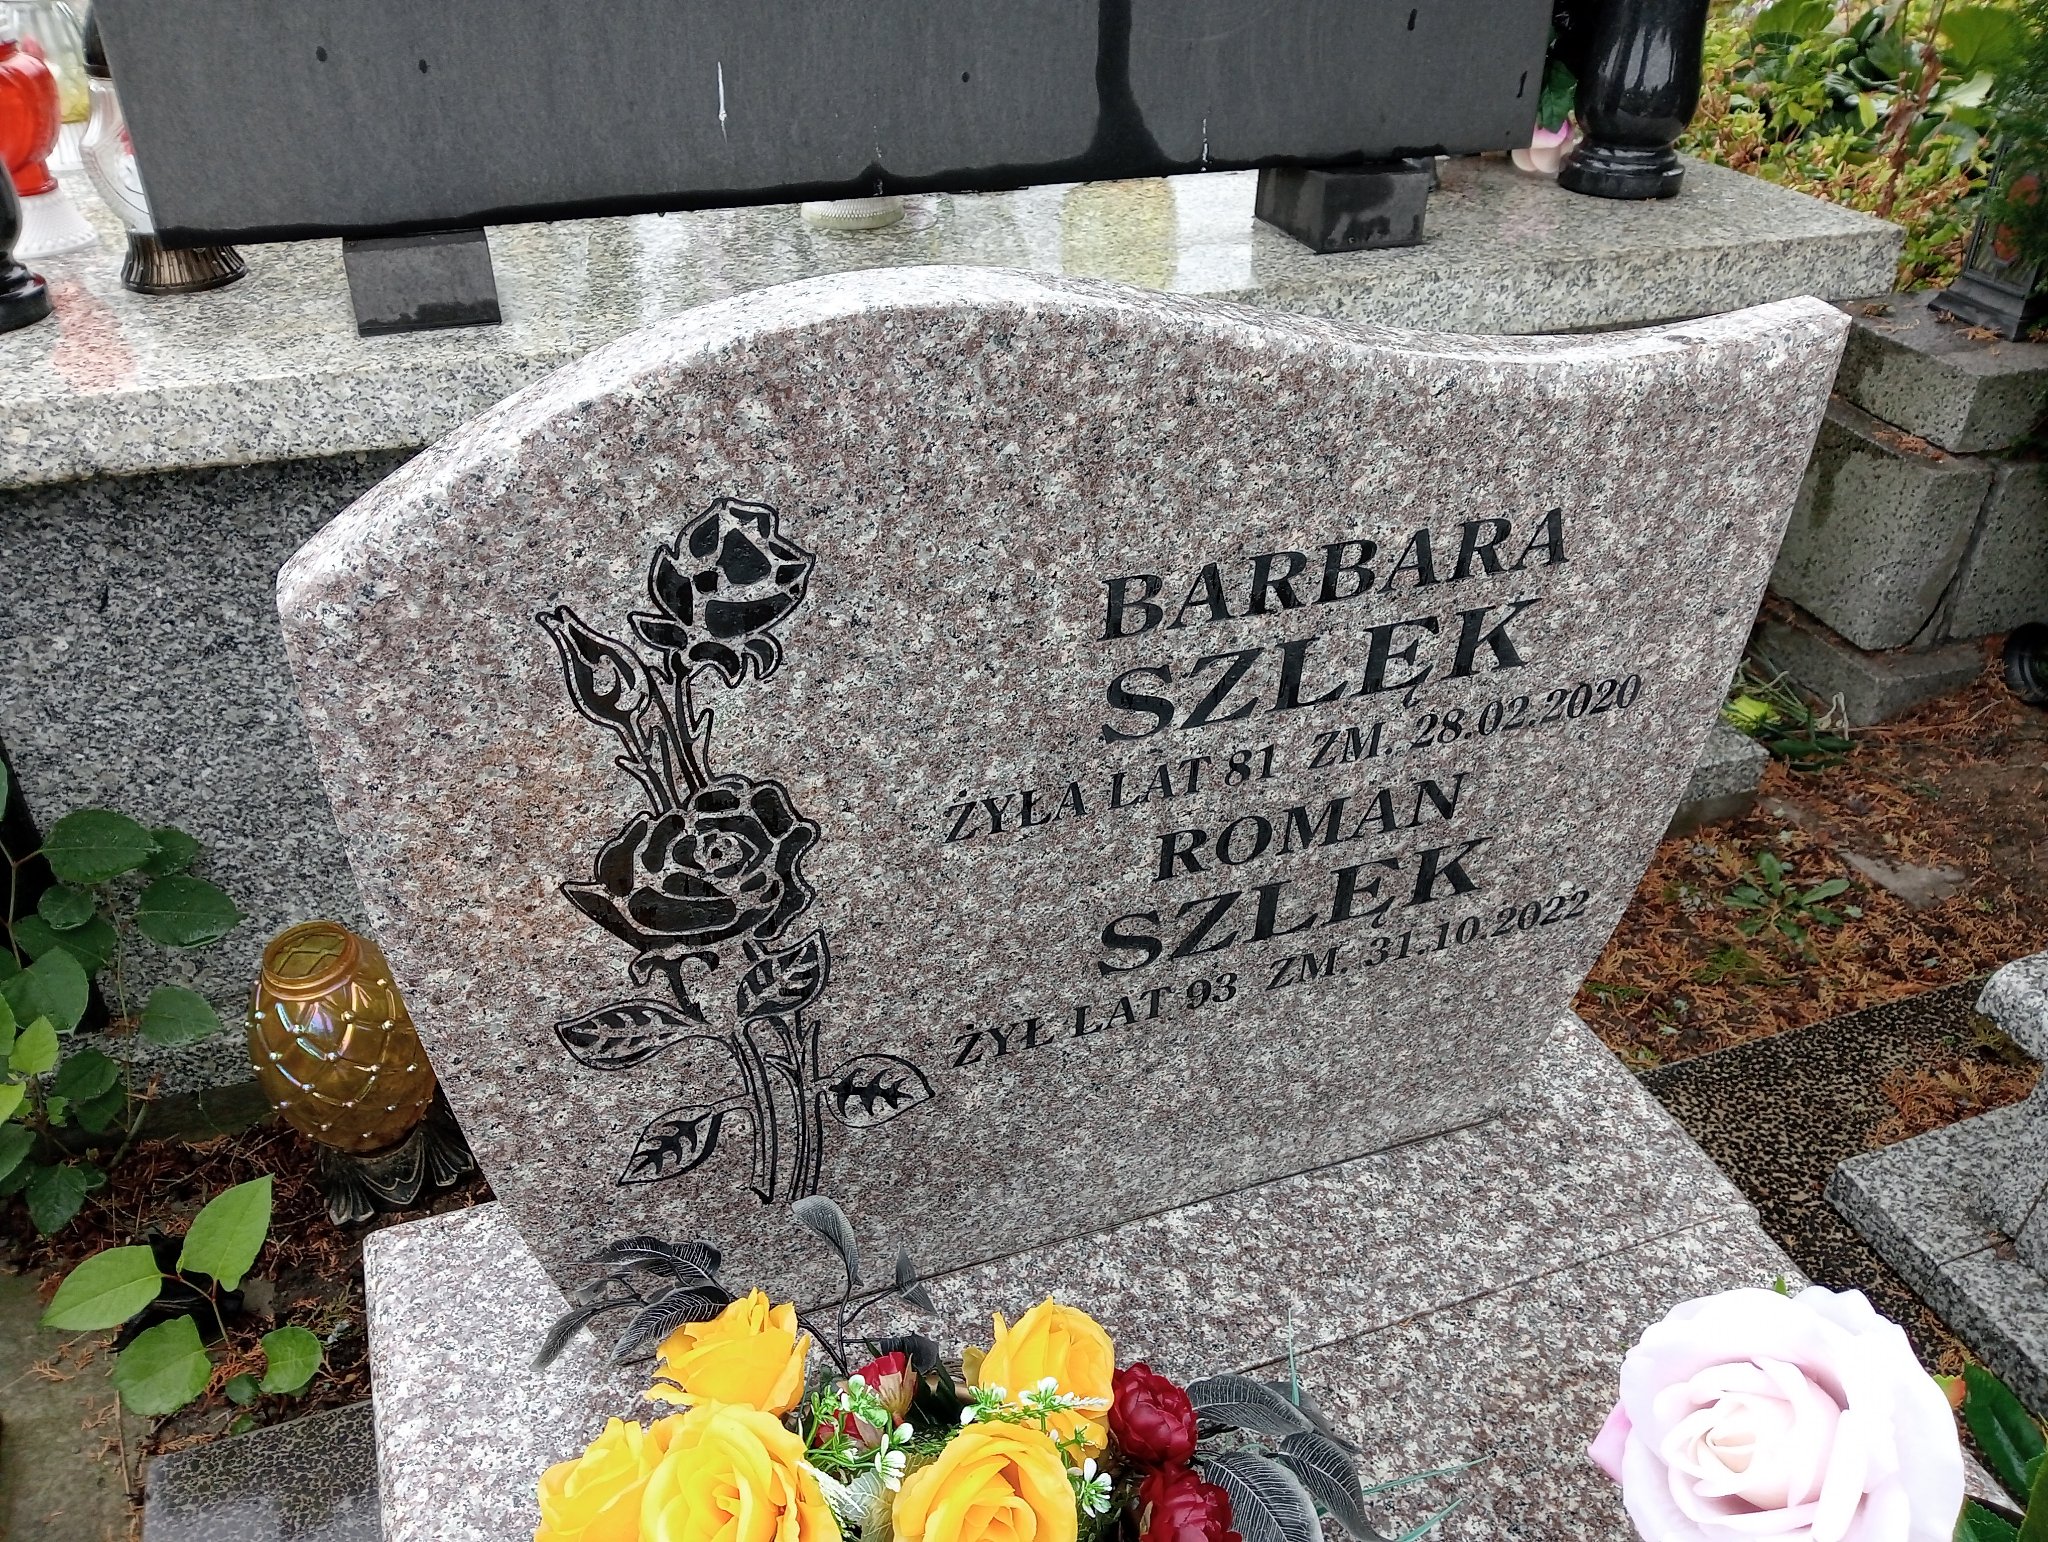 BARBARA
SZLĘK
ŻYŁA LAT 81 ZM. 28.02.2020
ROMAN
SZLĘK
ŻYŁ LAT 93 ZM. 31.10.2022